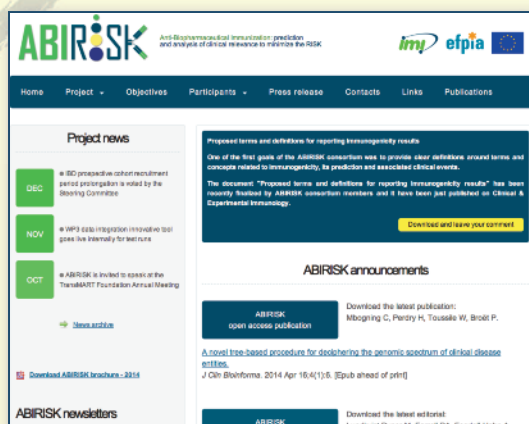 ABIRISK
Anti-Biopharmaceutical Immunization: prediction
and analysis of clinical relevance to minimize the RISK
imi
efpia
Home Project Objectives Participants Press release Contacts Links Publications
Project news
DEC
IBD prospective cohort recruitment
period prolongation is voted by the
Steering Committee
NOV
WP3 data integration innovative tool
goes live internally for test runs
OCT
ABIRISK is invited to speak at the
TransMART Foundation Annual Meeting
News archive
Download ABIRISK brochure - 2014
ABIRISK newsletters
Proposed terms and definitions for reporting immunogenicity results
One of the first goals of the ABIRISK consortium was to provide clear definitions around terms and
concepts related to immunogenicity, its prediction and associated clinical events.
The document "Proposed terms and definitions for reporting immunogenicity results" has been
recently finalized by ABIRISK consortium members and it have been just published on Clinical &
Experimental Immunology.
Download and leave your comment
ABIRISK announcements
ABIRISK
open access publication
Download the latest publication:
Mbogning C, Perdry H, Toussile W, Broët P.
A novel tree-based procedure for deciphering the genomic spectrum of clinical disease
entities.
J Clin Bioinforma. 2014 Apr 16;4(1):6. [Epub ahead of print]
ABIRISK
Download the latest editorial: